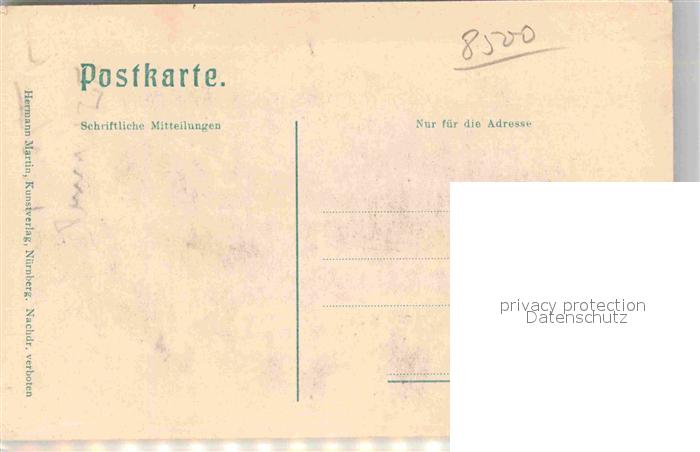 8500
Postkarte.
Schriftliche Mitteilungen
Nur für die Adresse
Hermann Martin, Kunstverlag, Nürnberg. Nachdr. verboten
privacy protection
Datenschutz